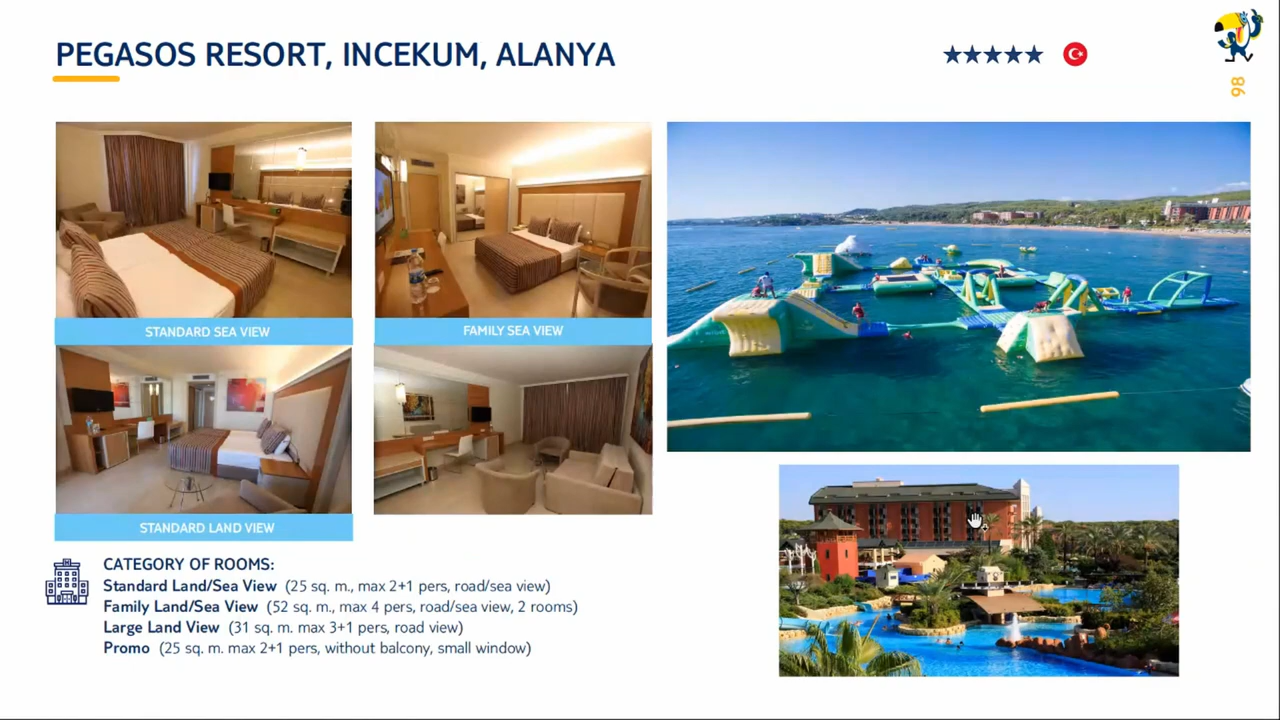 PEGASOS RESORT, INCEKUM, ALANYA
98
STANDARD SEA VIEW
FAMILY SEA VIEW
STANDARD LAND VIEW
CATEGORY OF ROOMS:
Standard Land/Sea View (25 sq. m., max 2+1 pers, road/sea view)
Family Land/Sea View (52 sq. m., max 4 pers, road/sea view, 2 rooms)
Large Land View (31 sq. m. max 3+1 pers, road view)
Promo (25 sq. m. max 2+1 pers, without balcony, small window)